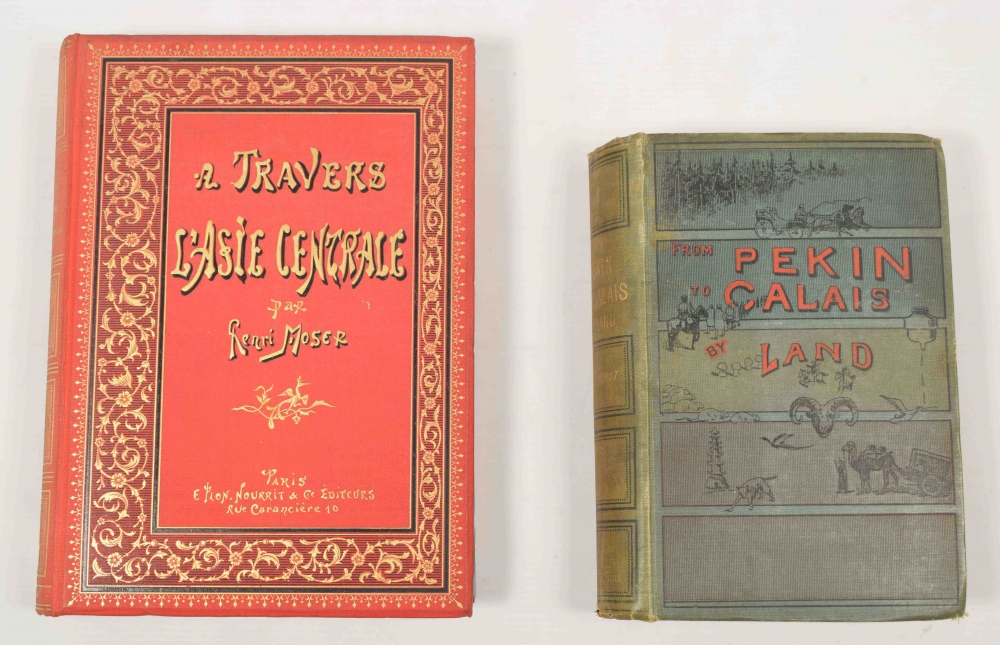 A TRAVERS
L'ASIE CENTRALE
PAR
Henri MOSER
PARIS
E. PLON. NOURRIT & Cie ÉDITEURS
Rue Garancière 10
FROM PEKIN
TO CALAIS
BY LAND